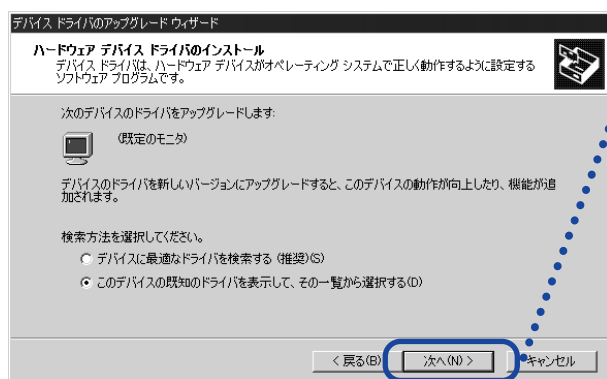 デバイス ドライバのアップグレード ウィザード
ハードウェア デバイス ドライバのインストール
デバイス ドライバは、ハードウェア デバイスがオペレーティング システムで正しく動作するように設定する
ソフトウェア プログラムです。
次のデバイスのドライバをアップグレードします:
(既定のモニタ)
デバイスのドライバを新しいバージョンにアップグレードすると、このデバイスの動作が向上したり、機能が追
加されます。
検索方法を選択してください。
デバイスに最適なドライバを検索する (推奨)(S)
このデバイスの既知のドライバを表示して、その一覧から選択する(D)
< 戻る(B) 次へ(N) > キャンセル